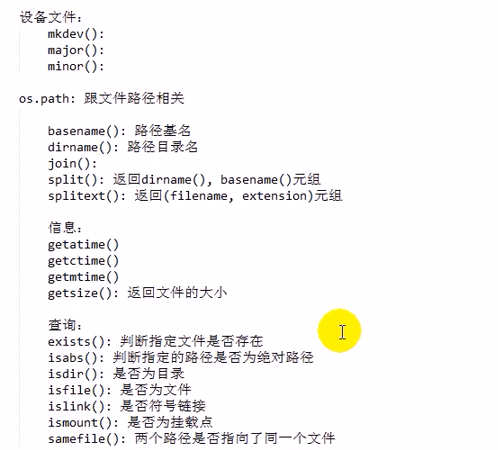 设备文件:
mkdev():
major():
minor():
os.path: 跟文件路径相关
basename(): 路径基名
dirname(): 路径目录名
join():
split(): 返回dirname(), basename()元组
splitext(): 返回(filename, extension)元组
信息:
getatime()
getctime()
getmtime()
getsize(): 返回文件的大小
查询:
exists(): 判断指定文件是否存在
isabs(): 判断指定的路径是否为绝对路径
isdir(): 是否为目录
isfile(): 是否为文件
islink(): 是否符号链接
ismount(): 是否为挂载点
samefile(): 两个路径是否指向了同一个文件